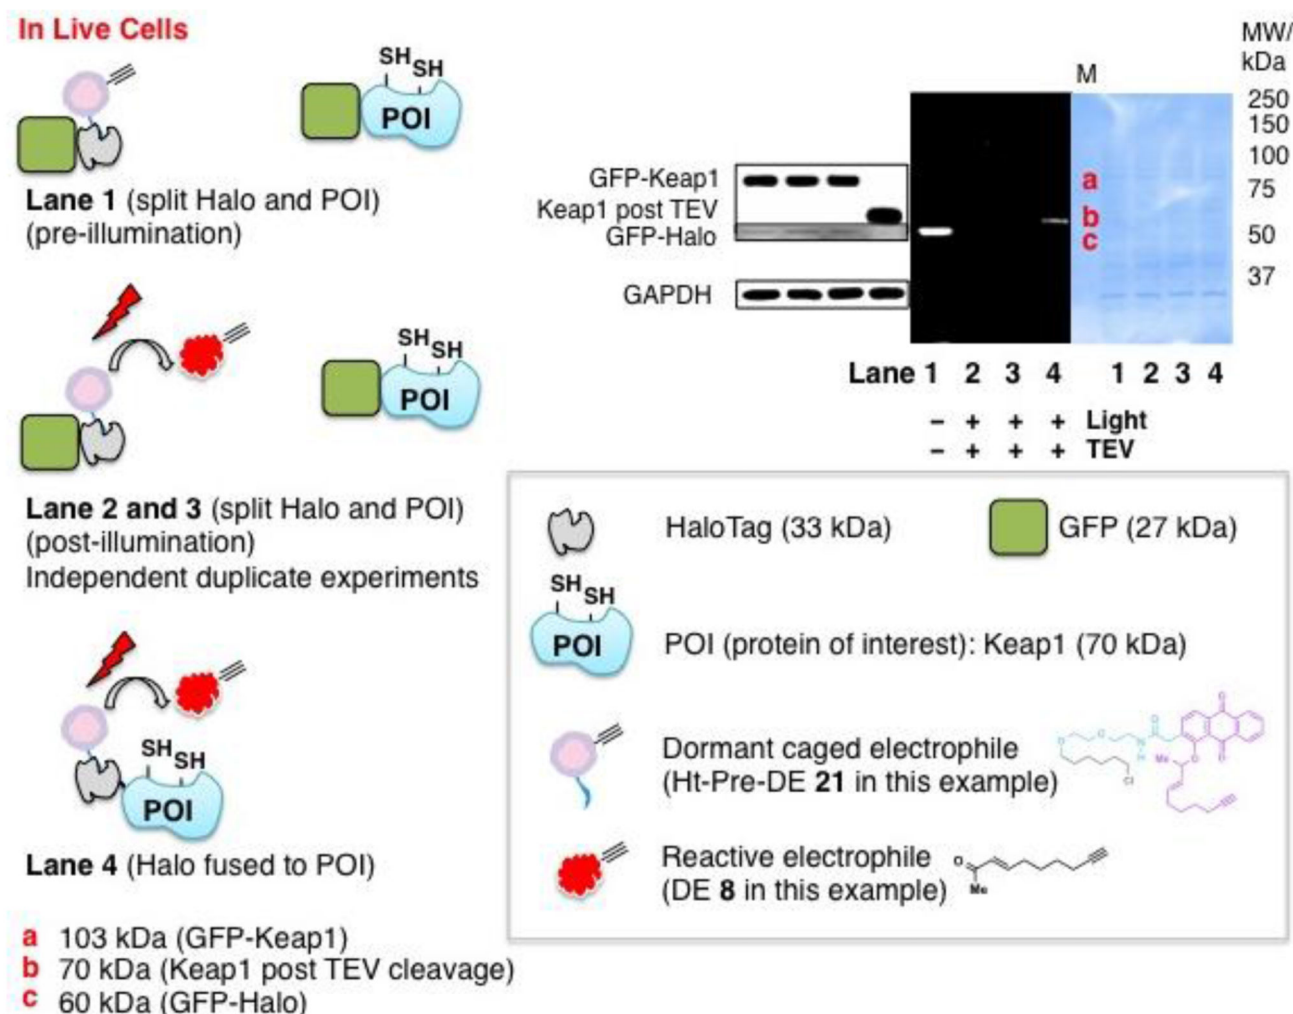 In Live Cells
SH
SH
POI
Lane 1 (split Halo and POI)
(pre-illumination)
SH
SH
POI
Lane 2 and 3 (split Halo and POI)
(post-illumination)
Independent duplicate experiments
SH
SH
POI
Lane 4 (Halo fused to POI)
a 103 kDa (GFP-Keap1)
b 70 kDa (Keap1 post TEV cleavage)
c 60 kDa (GFP-Halo)
GFP-Keap1
Keap1 post TEV
GFP-Halo
GAPDH
M
MW/
kDa
250
150
100
75
50
37
a
b
c
Lane 1 2 3 4 1 2 3 4
- + + + Light
- + + + TEV
HaloTag (33 kDa)
GFP (27 kDa)
SH
SH
POI
POI (protein of interest): Keap1 (70 kDa)
Dormant caged electrophile
(Ht-Pre-DE 21 in this example)
O
O
O
N
H
O
O
O
Me
Cl
Reactive electrophile
(DE 8 in this example)
O
Me